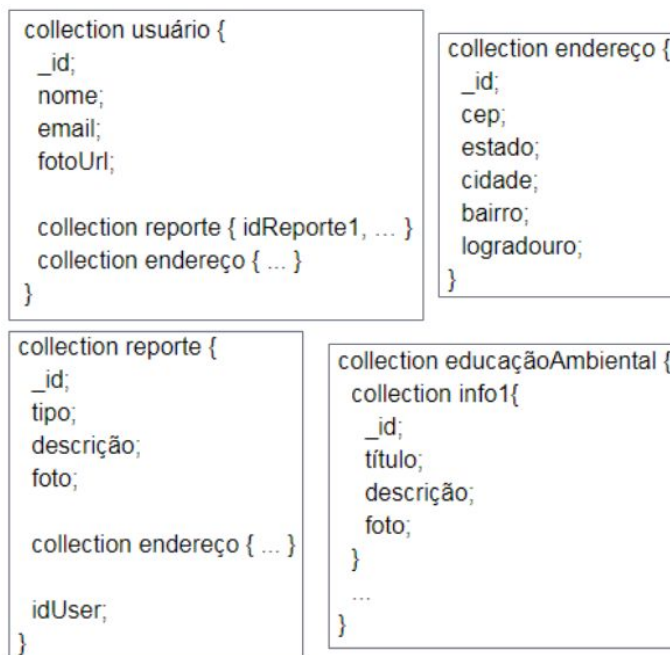 collection usuário {
_id;
nome;
email;
fotoUrl;
collection reporte { idReporte1, ... }
collection endereço { ... }
}
collection endereço {
_id;
cep;
estado;
cidade;
bairro;
logradouro;
}
collection reporte {
_id;
tipo;
descrição;
foto;
collection endereço { ... }
idUser;
}
collection educaçãoAmbiental {
collection info1{
_id;
título;
descrição;
foto;
}
...
}